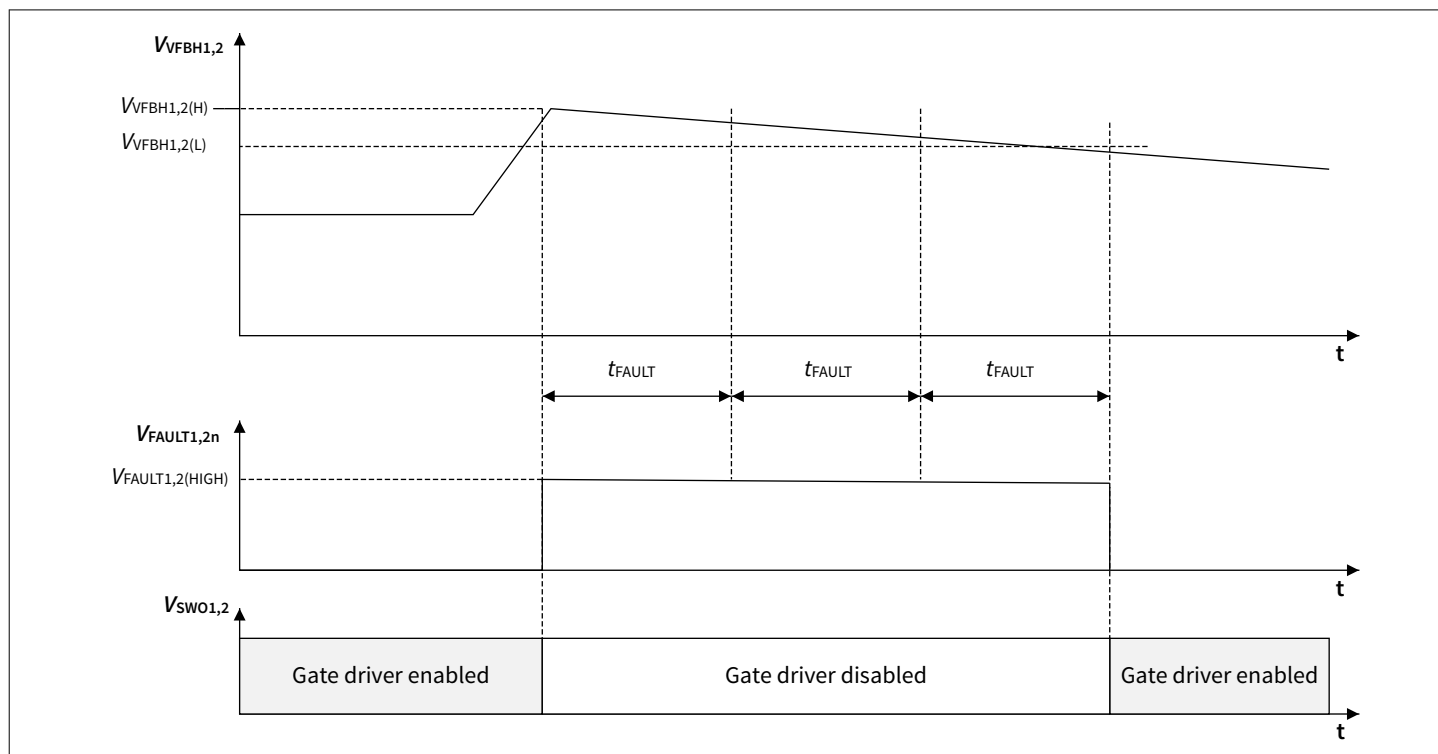 VVFBH1,2
VVFBH1,2(H)
VVFBH1,2(L)
t
tFAULT tFAULT tFAULT
VFAULT1,2n
VFAULT1,2(HIGH)
t
VSWO1,2
Gate driver enabled Gate driver disabled Gate driver enabled
t